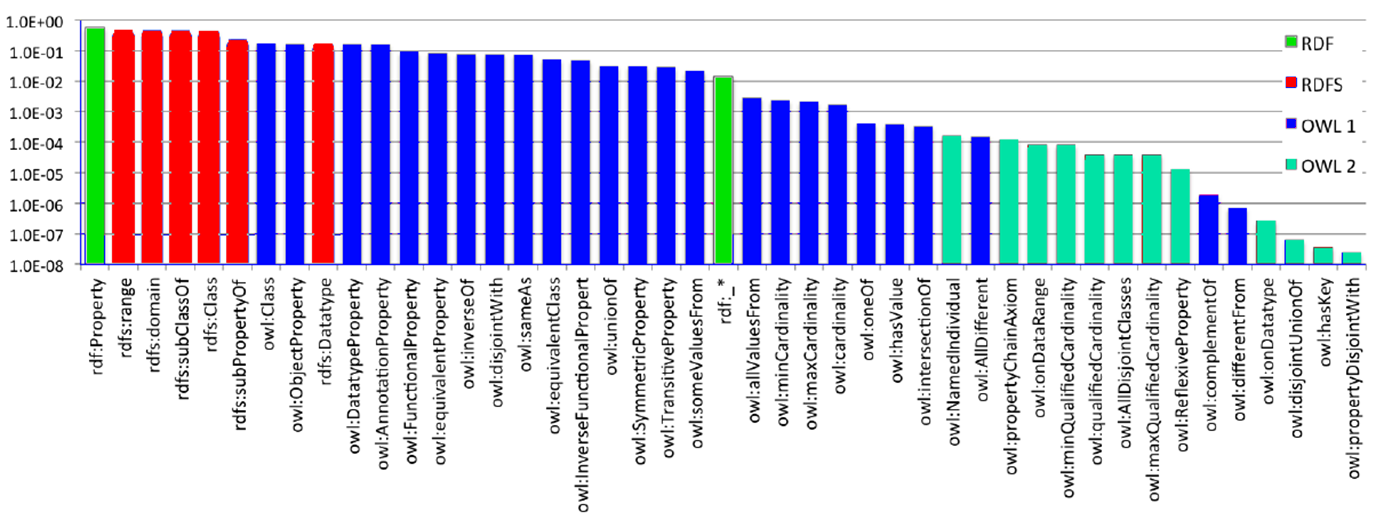 1.0E+00
1.0E-01
1.0E-02
1.0E-03
1.0E-04
1.0E-05
1.0E-06
1.0E-07
1.0E-08
RDF
RDFS
OWL 1
OWL 2
rdf:Property
rdfs:range
rdfs:domain
rdfs:subClassOf
rdfs:Class
rdfs:subPropertyOf
owl:Class
owl:ObjectProperty
rdfs:Datatype
owl:DatatypeProperty
owl:AnnotationProperty
owl:FunctionalProperty
owl:equivalentProperty
owl:inverseOf
owl:disjointWith
owl:sameAs
owl:equivalentClass
owl:InverseFunctionalPropert
owl:unionOf
owl:SymmetricProperty
owl:TransitiveProperty
owl:someValuesFrom
rdf:_*
owl:allValuesFrom
owl:minCardinality
owl:maxCardinality
owl:cardinality
owl:oneOf
owl:hasValue
owl:intersectionOf
owl:NamedIndividual
owl:AllDifferent
owl:propertyChainAxiom
owl:onDataRange
owl:minQualifiedCardinality
owl:qualifiedCardinality
owl:AllDisjointClasses
owl:maxQualifiedCardinality
owl:ReflexiveProperty
owl:complementOf
owl:differentFrom
owl:onDatatype
owl:disjointUnionOf
owl:hasKey
owl:propertyDisjointWith